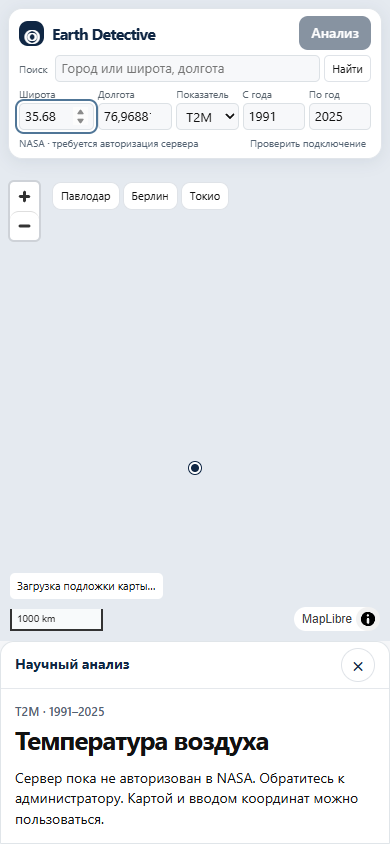 Earth Detective
Анализ
Поиск Город или широта, долгота Найти
Широта Долгота Показатель С года По год
35.68 76,9688 T2M 1991 2025
NASA · требуется авторизация сервера Проверить подключение
+ Павлодар Берлин Токио
−
Загрузка подложки карты...
1000 km MapLibre
Научный анализ
T2M · 1991–2025
Температура воздуха
Сервер пока не авторизован в NASA. Обратитесь к
администратору. Картой и вводом координат можно
пользоваться.